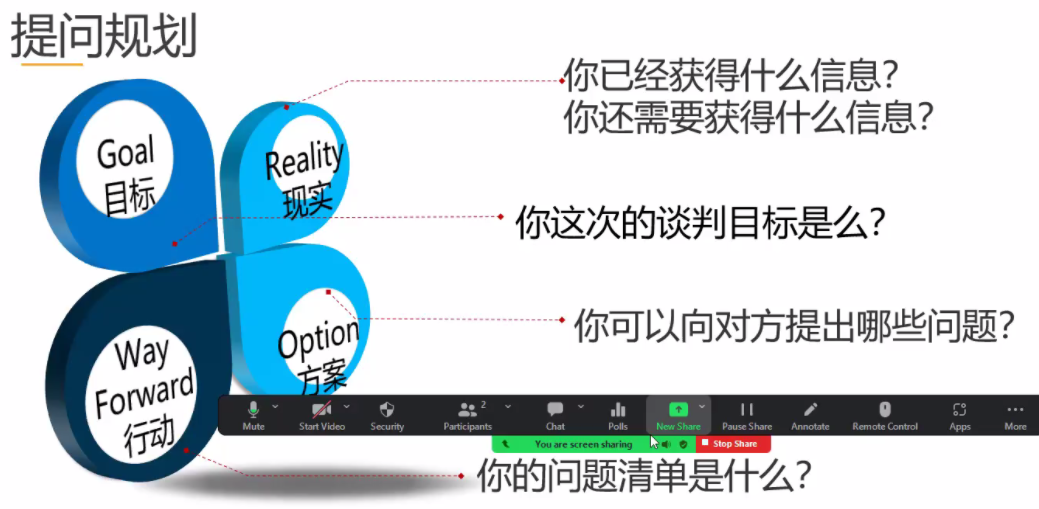 提问规划
你已经获得什么信息?
你还需要获得什么信息?
Goal
目标
Reality
现实
你这次的谈判目标是么?
你可以向对方提出哪些问题?
Option
方案
Way
Forward
行动
2
Mute
Start Video
Security
Participants
Chat
Polls
New Share
Pause Share
Annotate
Remote Control
Apps
More
You are screen sharing
Stop Share
你的问题清单是什么?